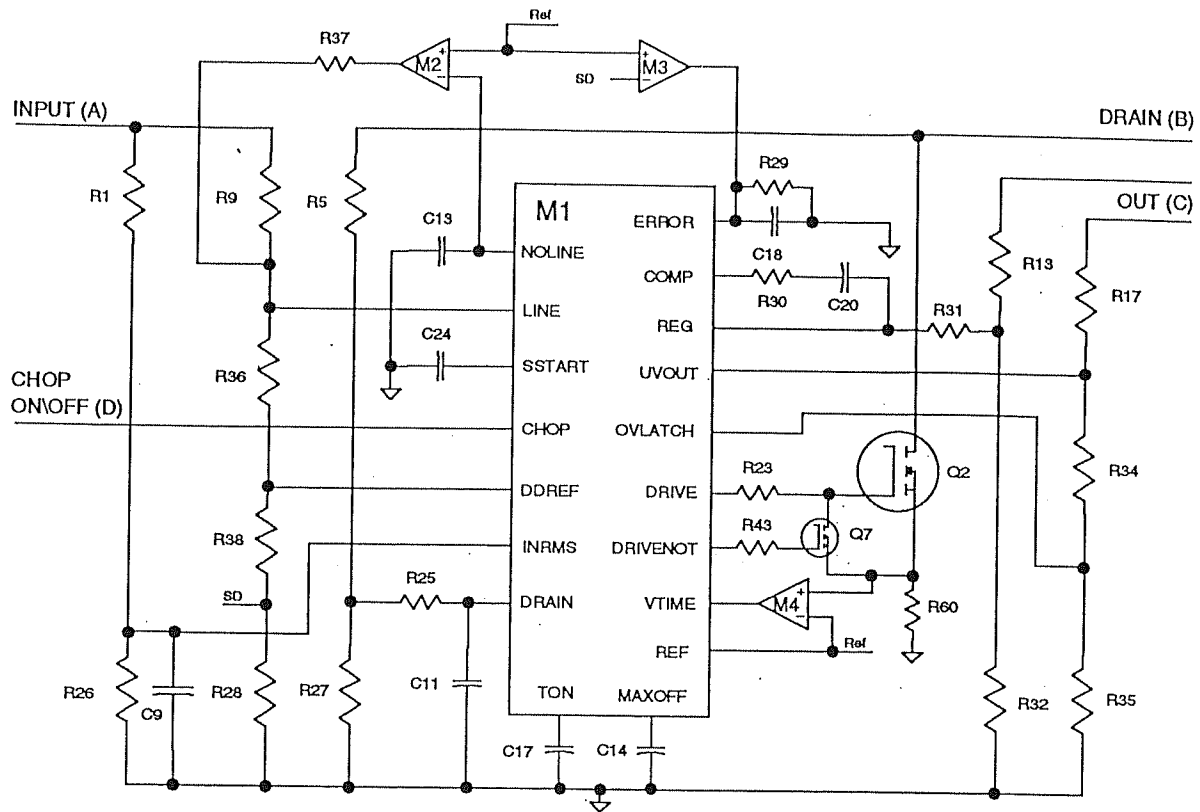 Ref
R37
+
M2
−
+
SD
−
M3
INPUT (A)
DRAIN (B)
R1
R9
R5
R29
OUT (C)
M1
ERROR
C13
NOLINE
C18
R13
COMP
R30
C20
R17
LINE
REG
R31
C24
R36
SSTART
UVOUT
CHOP
ON\OFF (D)
CHOP
OVLATCH
R34
DDREF
DRIVE
R23
Q2
R38
R43
Q7
INRMS
DRIVENOT
R25
SD
DRAIN
VTIME
M4
+
−
R60
REF
Ref
R26
C9
R28
R27
C11
TON
MAXOFF
R32
R35
C17
C14